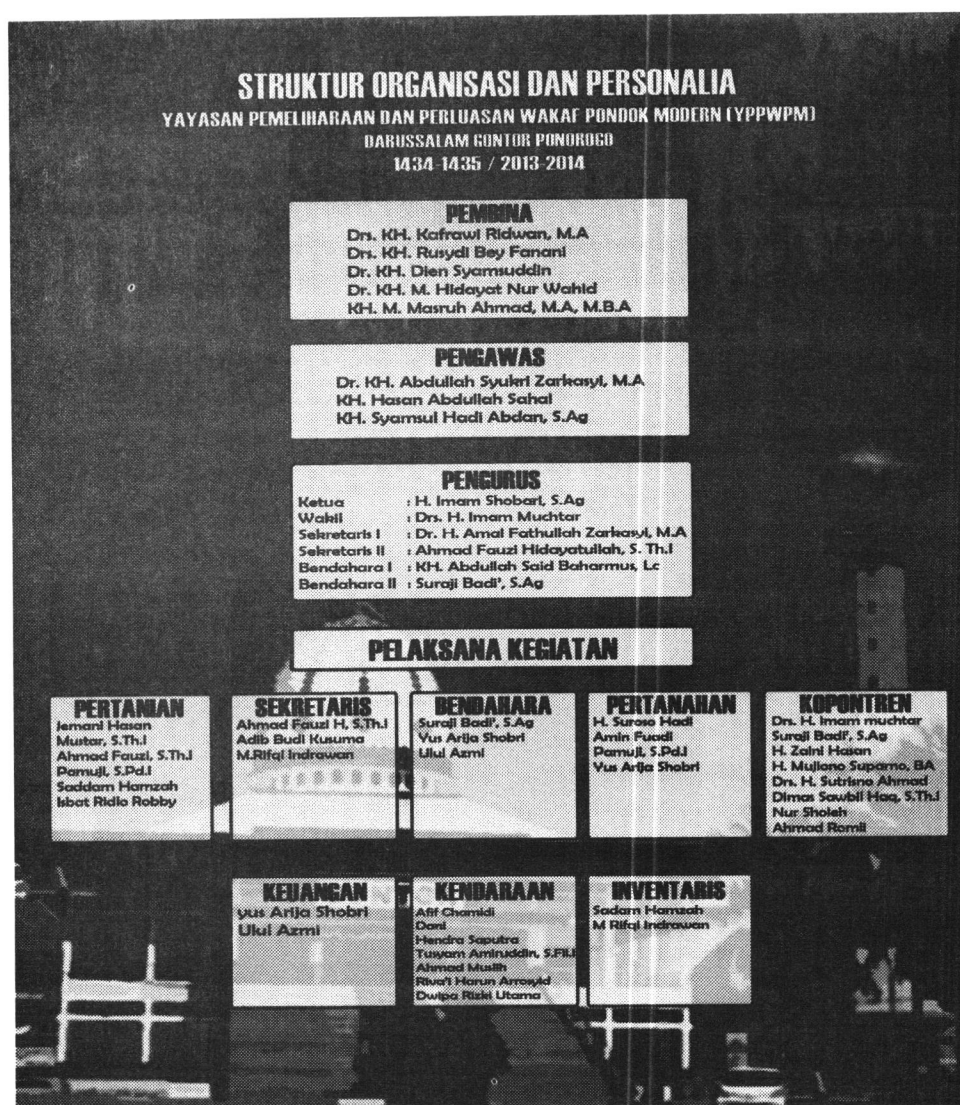 STRUKTUR ORGANISASI DAN PERSONALIA
YAYASAN PEMELIHARAAN DAN PERLUASAN WAKAF PONDOK MODERN (YPPWPM)
DARUSSALAM GONTOR PONOROGO
1434-1435 / 2013-2014
PEMBINA
Drs. KH. Kafrawi Ridwan, M.A
Drs. KH. Rusydi Bey Fanani
Dr. KH. Dien Syamsuddin
Dr. KH. M. Hidayat Nur Wahid
KH. M. Masruh Ahmad, M.A, M.B.A
PENGAWAS
Dr. KH. Abdullah Syukri Zarkasyi, M.A
KH. Hasan Abdullah Sahal
KH. Syamsul Hadi Abdan, S.Ag
PENGURUS
Ketua : H. Imam Shobari, S.Ag
Wakil : Drs. H. Imam Muchtar
Sekretaris I : Dr. H. Amal Fathullah Zarkasyi, M.A
Sekretaris II : Ahmad Fauzi Hidayatullah, S. Th.I
Bendahara I : KH. Abdullah Said Baharmus, Lc
Bendahara II : Suraji Badi', S.Ag
PELAKSANA KEGIATAN
PERTANIAN
Jemani Hasan
Mustar, S.Th.I
Ahmad Fauzi, S.Th.I
Pamuji, S.Pd.I
Saddam Hamzah
Isbat Ridlo Robby
SEKRETARIS
Ahmad Fauzi H, S.Th.I
Adib Budi Kusuma
M.Rifqi Indrawan
BENDAHARA
Suraji Badi', S.Ag
Yus Arija Shobri
Ulul Azmi
PERTANAHAN
H. Suroso Hadi
Amin Fuadi
Pamuji, S.Pd.I
Yus Arija Shobri
KOPONTREN
Drs. H. Imam muchtar
Suraji Badi', S.Ag
H. Zaini Hasan
H. Mujiono Suparno, BA
Drs. H. Sutrisno Ahmad
Dimas Sawbil Haq, S.Th.I
Nur Sholeh
Ahmad Romli
KEUANGAN
yus Arija Shobri
Ulul Azmi
KENDARAAN
Afif Chamidi
Dani
Hendra Saputra
Tusyam Amiruddin, S.Fil.I
Ahmad Muslih
Riva'i Harun Arrosyid
Dwipa Rizki Utama
INVENTARIS
Sadam Hamzah
M Rifqi Indrawan